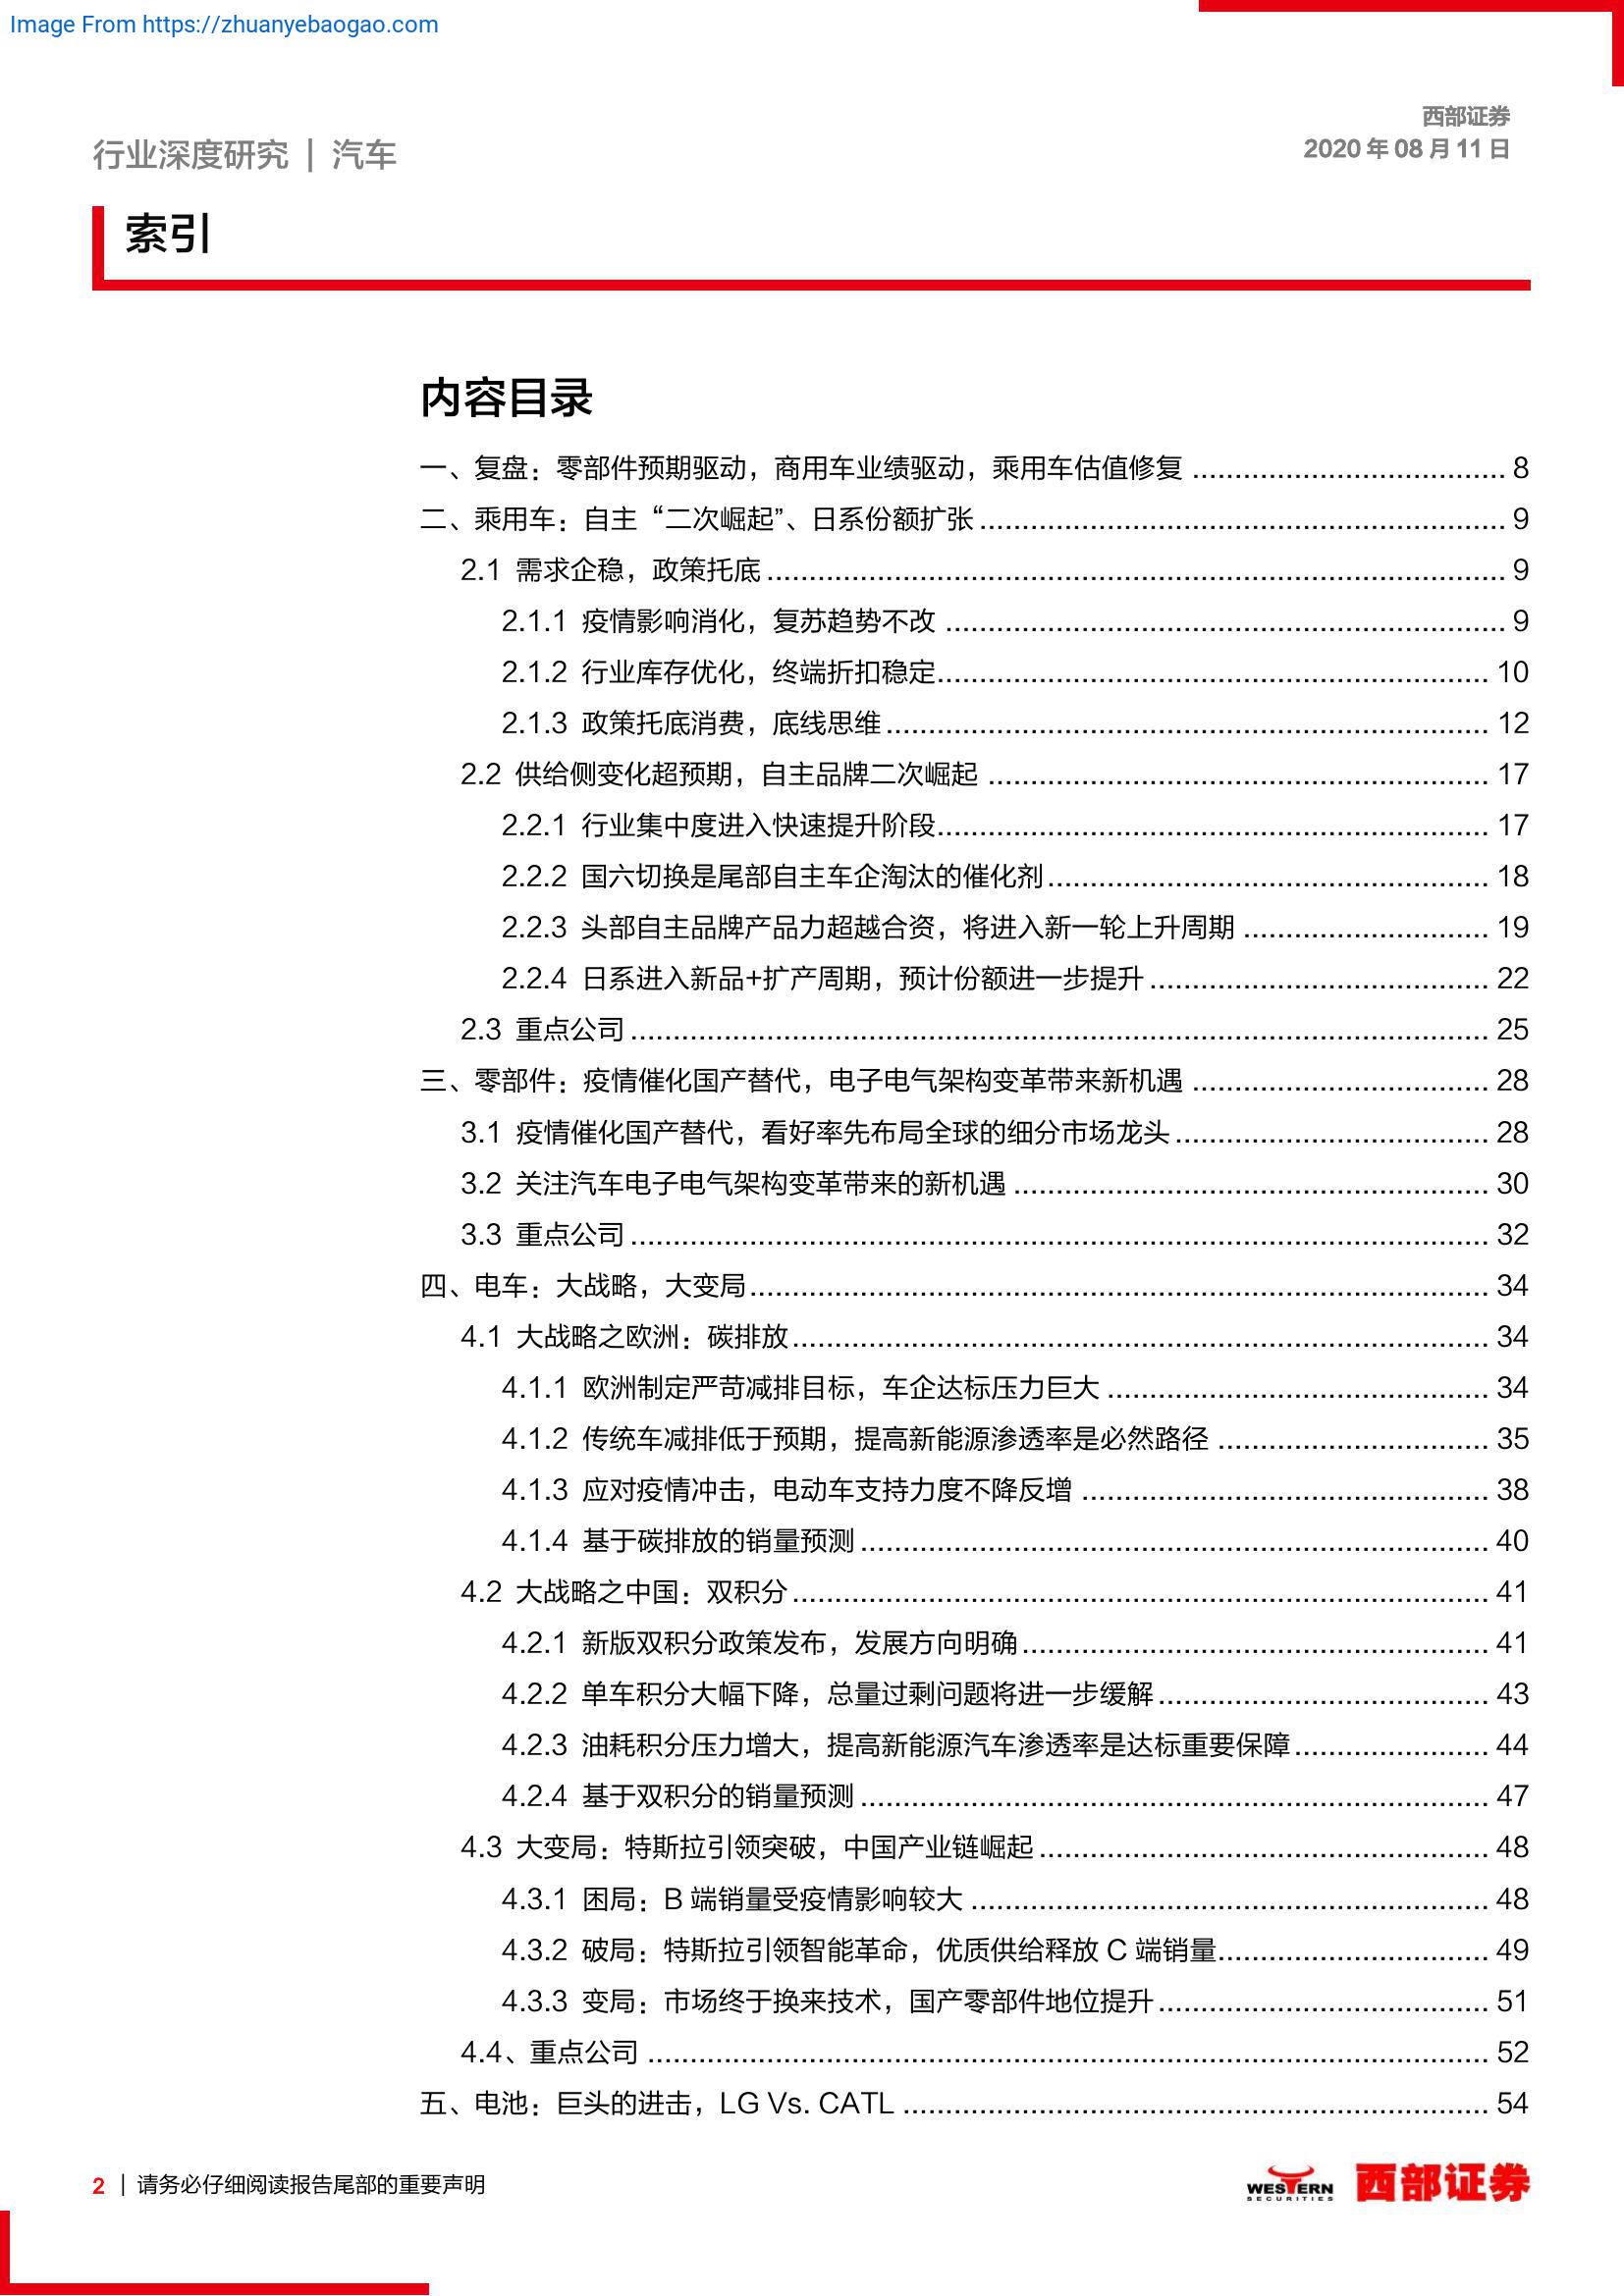 Image From https://zhuanyebaogao.com
西部证券
行业深度研究 | 汽车
2020 年 08 月 11 日
索引
内容目录
一、复盘：零部件预期驱动，商用车业绩驱动，乘用车估值修复 ..................................... 8
二、乘用车：自主“二次崛起”、日系份额扩张 .............................................................. 9
2.1 需求企稳，政策托底 ....................................................................................... 9
2.1.1 疫情影响消化，复苏趋势不改 .................................................................. 9
2.1.2 行业库存优化，终端折扣稳定 ................................................................. 10
2.1.3 政策托底消费，底线思维 ....................................................................... 12
2.2 供给侧变化超预期，自主品牌二次崛起 ........................................................... 17
2.2.1 行业集中度进入快速提升阶段 ................................................................. 17
2.2.2 国六切换是尾部自主车企淘汰的催化剂 .................................................... 18
2.2.3 头部自主品牌产品力超越合资，将进入新一轮上升周期 ............................. 19
2.2.4 日系进入新品+扩产周期，预计份额进一步提升 ........................................ 22
2.3 重点公司 ..................................................................................................... 25
三、零部件：疫情催化国产替代，电子电气架构变革带来新机遇 ................................... 28
3.1 疫情催化国产替代，看好率先布局全球的细分市场龙头 ..................................... 28
3.2 关注汽车电子电气架构变革带来的新机遇 ........................................................ 30
3.3 重点公司 ..................................................................................................... 32
四、电车：大战略，大变局 ....................................................................................... 34
4.1 大战略之欧洲：碳排放 .................................................................................. 34
4.1.1 欧洲制定严苛减排目标，车企达标压力巨大 ............................................. 34
4.1.2 传统车减排低于预期，提高新能源渗透率是必然路径 ................................ 35
4.1.3 应对疫情冲击，电动车支持力度不降反增 ................................................ 38
4.1.4 基于碳排放的销量预测 .......................................................................... 40
4.2 大战略之中国：双积分 .................................................................................. 41
4.2.1 新版双积分政策发布，发展方向明确 ....................................................... 41
4.2.2 单车积分大幅下降，总量过剩问题将进一步缓解 ....................................... 43
4.2.3 油耗积分压力增大，提高新能源汽车渗透率是达标重要保障 ....................... 44
4.2.4 基于双积分的销量预测 .......................................................................... 47
4.3 大变局：特斯拉引领突破，中国产业链崛起 ..................................................... 48
4.3.1 困局：B 端销量受疫情影响较大 ............................................................. 48
4.3.2 破局：特斯拉引领智能革命，优质供给释放 C 端销量 ................................ 49
4.3.3 变局：市场终于换来技术，国产零部件地位提升 ....................................... 51
4.4、重点公司 ................................................................................................... 52
五、电池：巨头的进击，LG Vs. CATL ..................................................................... 54
2 | 请务必仔细阅读报告尾部的重要声明
WESTERN
SECURITIES
西部证券